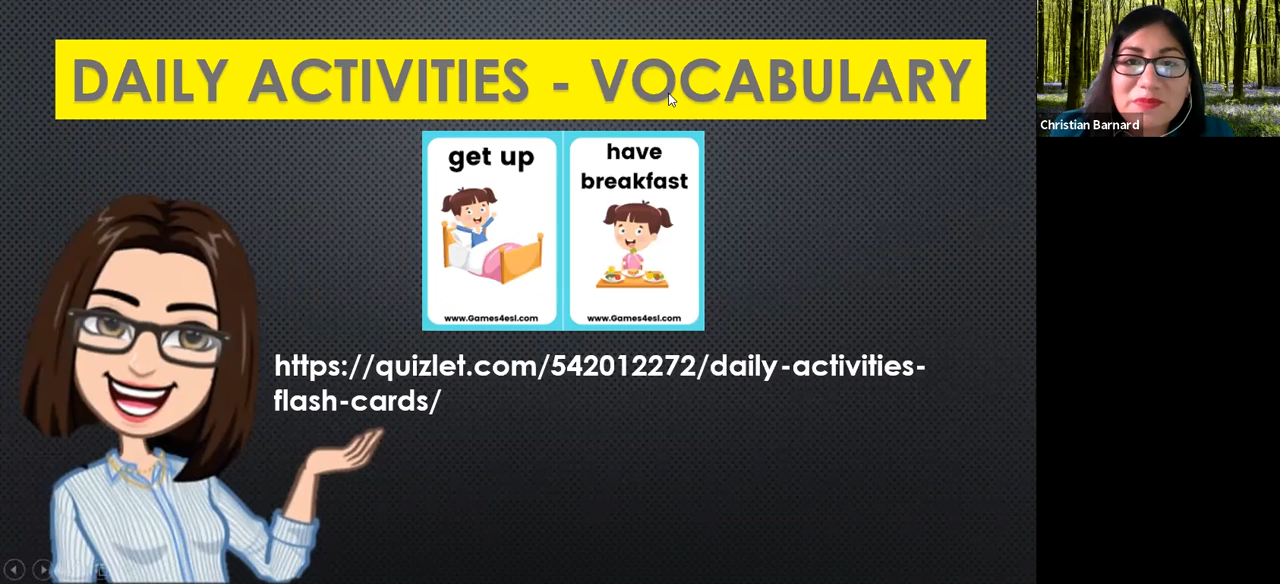 DAILY ACTIVITIES - VOCABULARY
Christian Barnard
get up
have
breakfast
www.Games4esl.com
www.Games4esl.com
https://quizlet.com/542012272/daily-activities-
flash-cards/